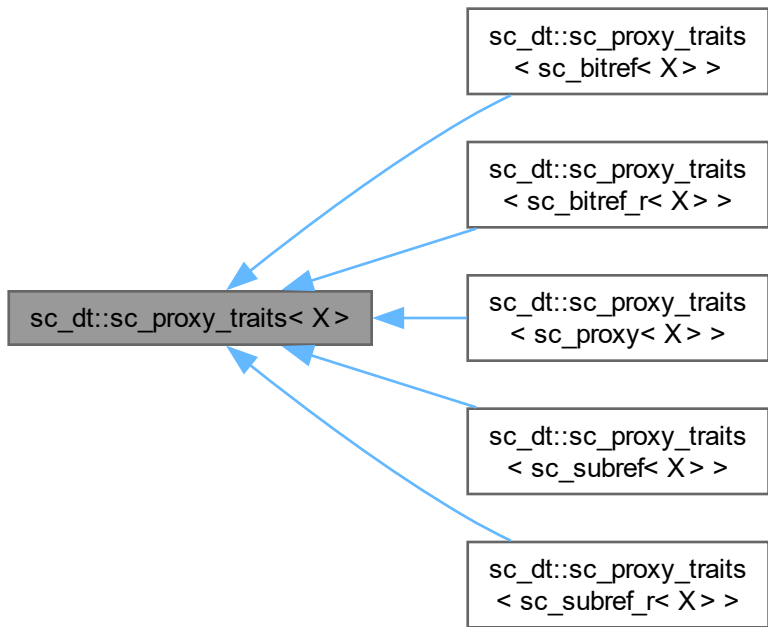 sc_dt::sc_proxy_traits
< sc_bitref< X > >
sc_dt::sc_proxy_traits
< sc_bitref_r< X > >
sc_dt::sc_proxy_traits< X >
sc_dt::sc_proxy_traits
< sc_proxy< X > >
sc_dt::sc_proxy_traits
< sc_subref< X > >
sc_dt::sc_proxy_traits
< sc_subref_r< X > >